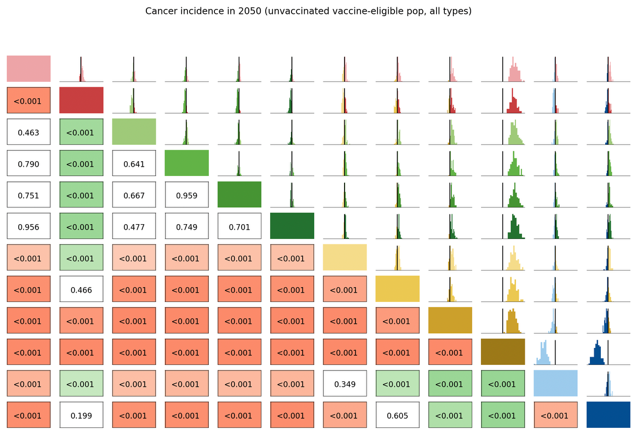 Cancer incidence in 2050 (unvaccinated vaccine-eligible pop, all types)
<0.001
0.463 <0.001
0.790 <0.001 0.641
0.751 <0.001 0.667 0.959
0.956 <0.001 0.477 0.749 0.701
<0.001 <0.001 <0.001 <0.001 <0.001 <0.001
<0.001 0.466 <0.001 <0.001 <0.001 <0.001 <0.001
<0.001 <0.001 <0.001 <0.001 <0.001 <0.001 <0.001 <0.001
<0.001 <0.001 <0.001 <0.001 <0.001 <0.001 <0.001 <0.001 <0.001
<0.001 <0.001 <0.001 <0.001 <0.001 <0.001 0.349 <0.001 <0.001 <0.001
<0.001 0.199 <0.001 <0.001 <0.001 <0.001 <0.001 0.605 <0.001 <0.001 <0.001